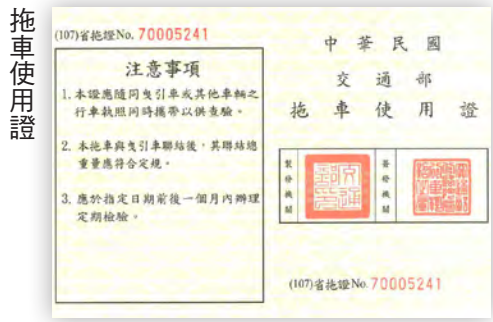 拖車使用證
(107)省拖證No. 70005241
注意事項
1. 本證應隨同曳引車或其他車輛之
行車執照同時攜帶以供查驗。
2. 本拖車與曳引車聯結後,其聯結總
重量應符合定規。
3. 應於指定日期前後一個月內辦理
定期檢驗。
中華民國
交通部
拖車使用證
製發機關
交通部印
簽發機關
(107)省拖證No. 70005241